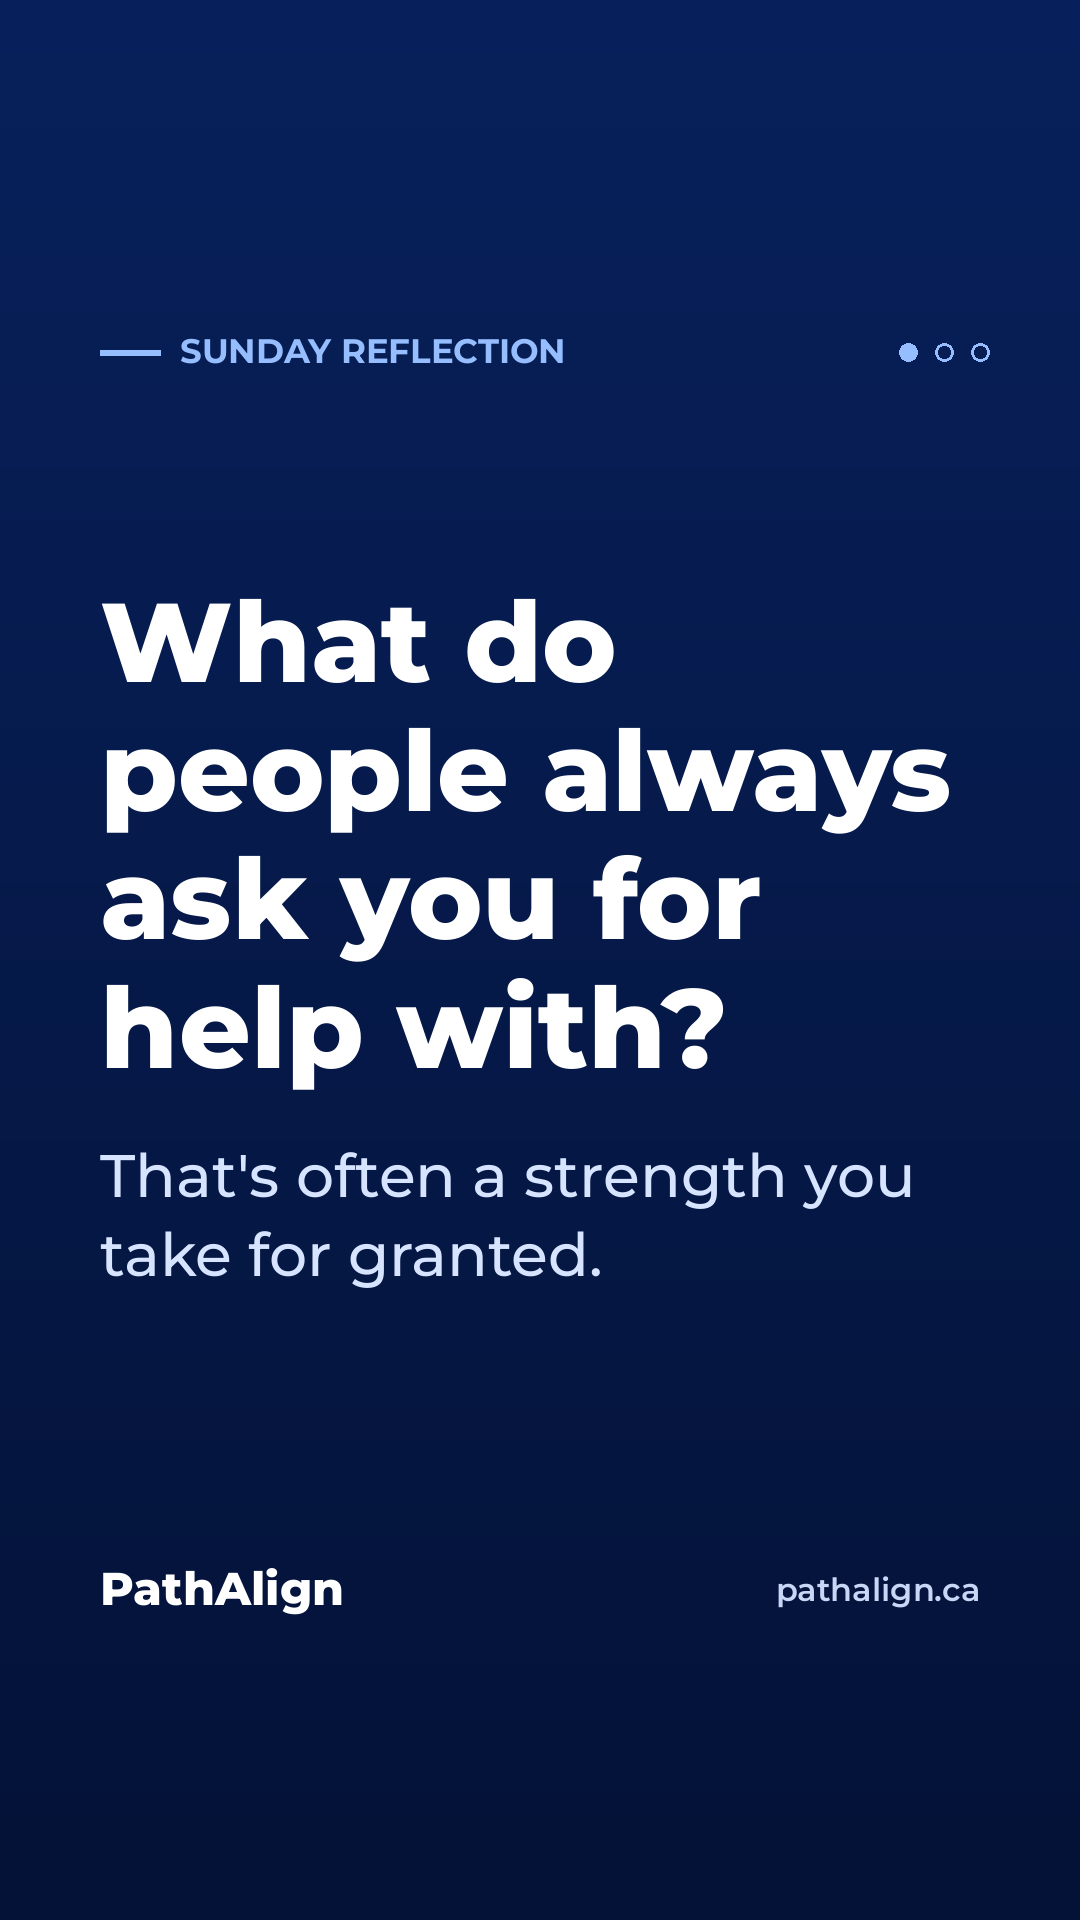 SUNDAY REFLECTION
What do
people always
ask you for
help with?
That's often a strength you
take for granted.
PathAlign
pathalign.ca